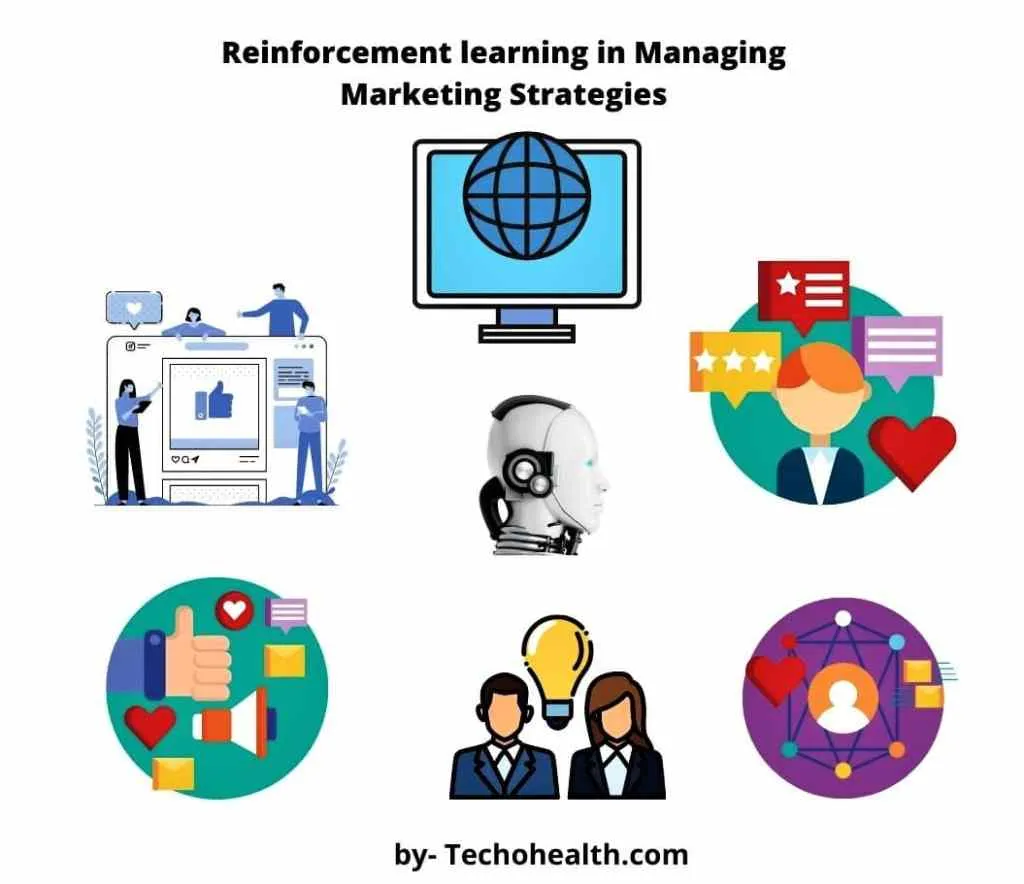 Reinforcement learning in Managing
Marketing Strategies
by- Techohealth.com